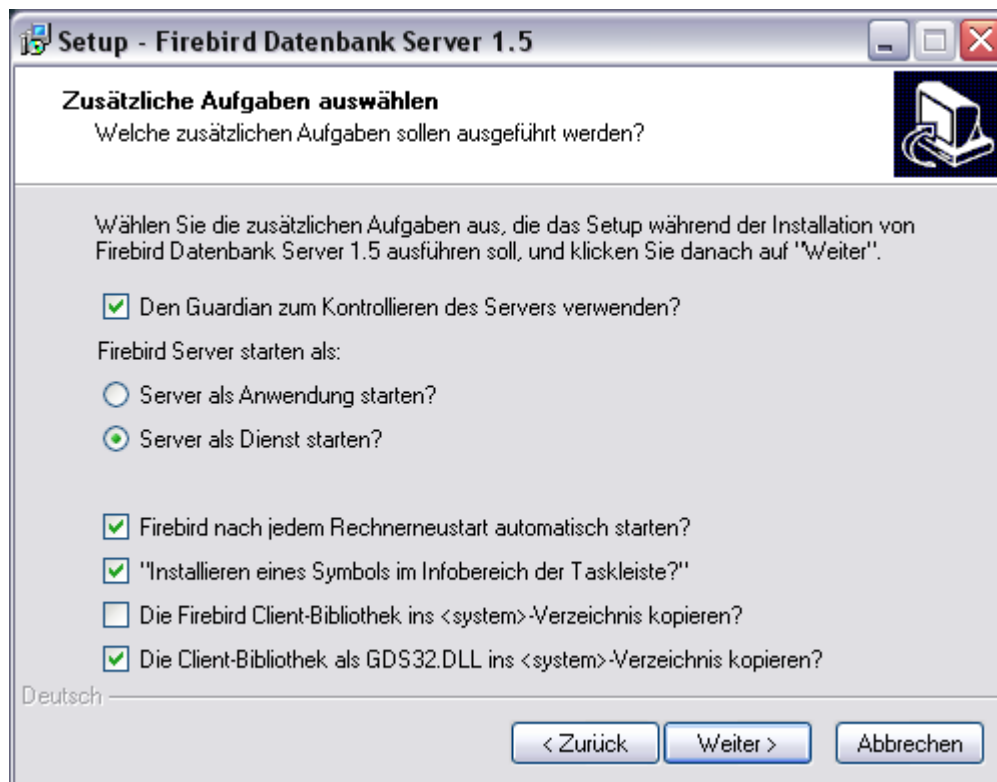 Setup - Firebird Datenbank Server 1.5
Zusätzliche Aufgaben auswählen
Welche zusätzlichen Aufgaben sollen ausgeführt werden?
Wählen Sie die zusätzlichen Aufgaben aus, die das Setup während der Installation von
Firebird Datenbank Server 1.5 ausführen soll, und klicken Sie danach auf "Weiter".
Den Guardian zum Kontrollieren des Servers verwenden?
Firebird Server starten als:
Server als Anwendung starten?
Server als Dienst starten?
Firebird nach jedem Rechnerneustart automatisch starten?
"Installieren eines Symbols im Infobereich der Taskleiste?"
Die Firebird Client-Bibliothek ins <system>-Verzeichnis kopieren?
Die Client-Bibliothek als GDS32.DLL ins <system>-Verzeichnis kopieren?
Deutsch
< Zurück Weiter > Abbrechen